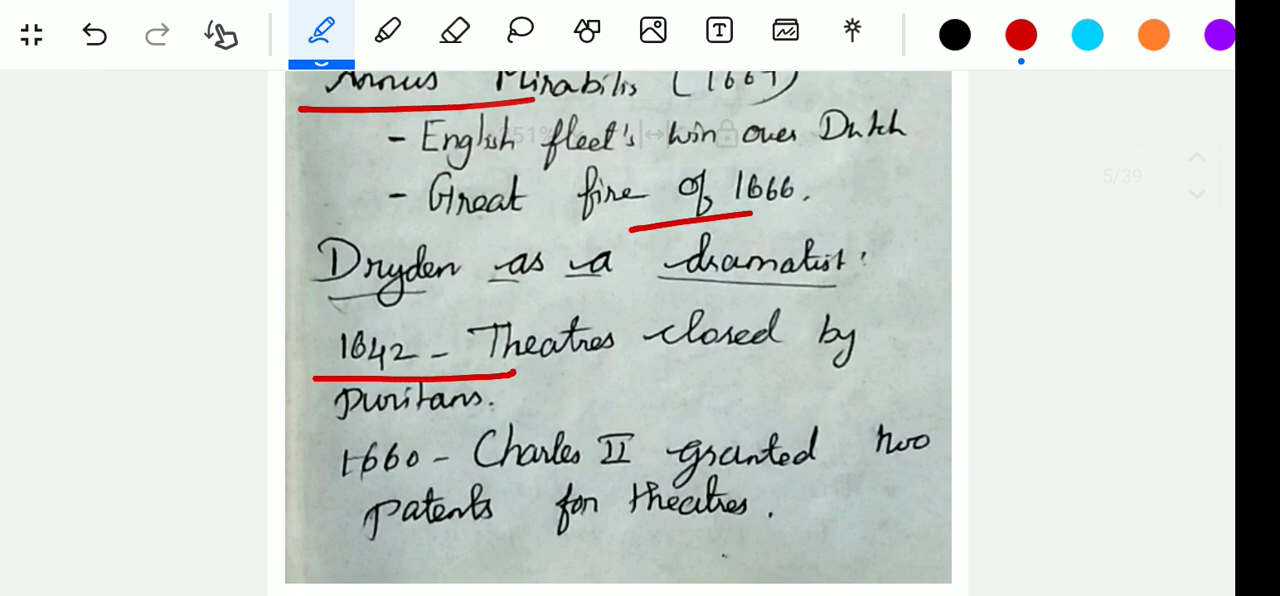 Annus Mirabilis (1667)
- English fleet's win over Dutch
- Great fire of 1666.
Dryden as a dramatist:
1642 - Theatres closed by
puritans.
1660 - Charles II granted two
patents for theatres.
5/39